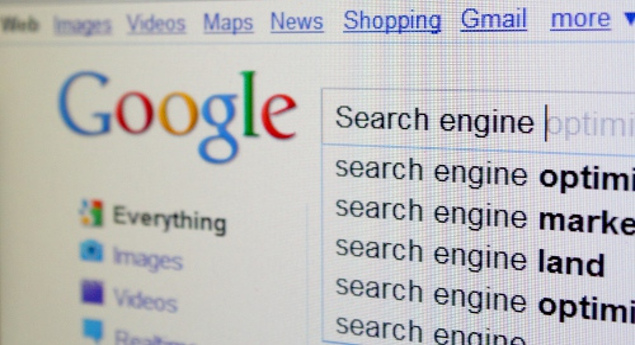 Web Images Videos Maps News Shopping Gmail more ▼
Google
Search engine optimi
search engine optimi
search engine marke
search engine land
search engine optimi
search engine
Everything
Images
Videos
Realtime